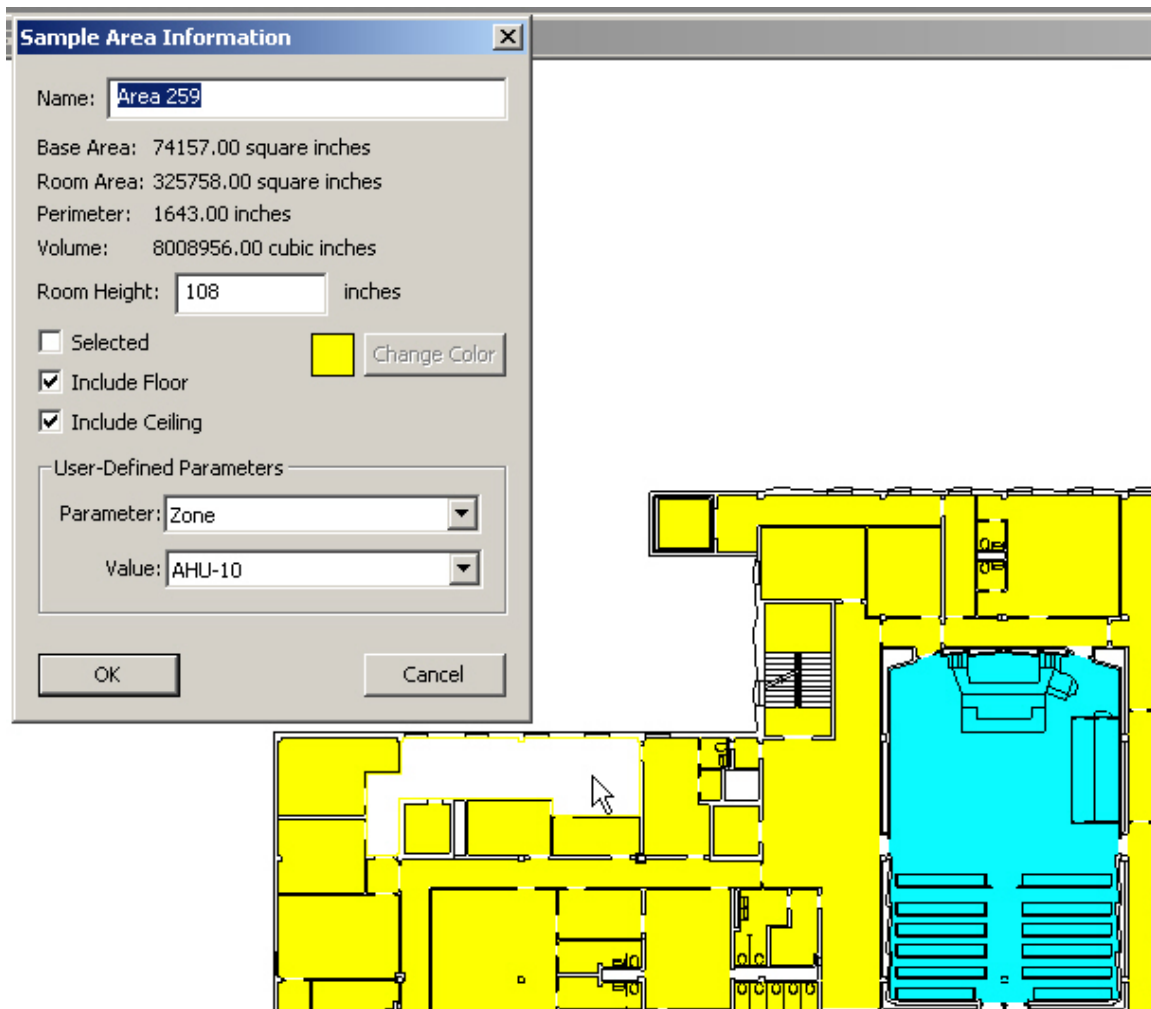 Sample Area Information
Name: Area 259
Base Area: 74157.00 square inches
Room Area: 325758.00 square inches
Perimeter: 1643.00 inches
Volume: 8008956.00 cubic inches
Room Height: 108 inches
Selected
Change Color
Include Floor
Include Ceiling
User-Defined Parameters
Parameter: Zone
Value: AHU-10
OK Cancel